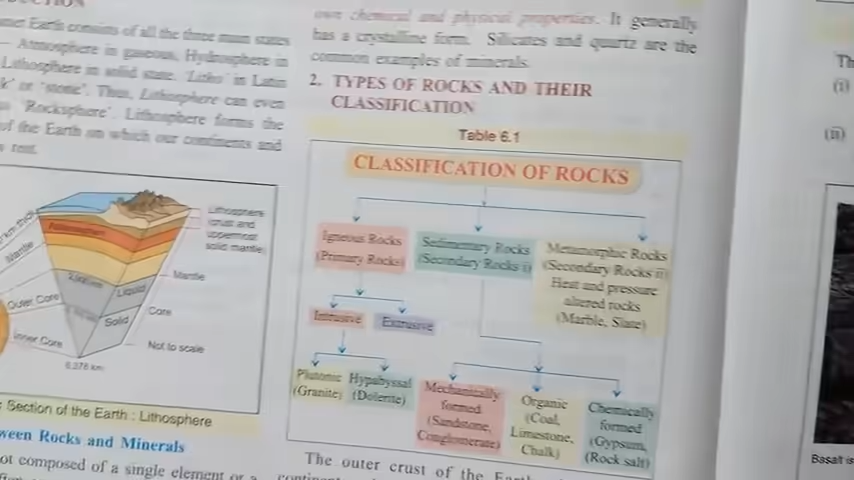 DUCTION
Earth consists of all the three main states
— Atmosphere in gaseous, Hydrosphere in
Lithosphere in solid state. 'Litho' in Latin
or 'stone'. Thus, Lithosphere can even
'Rocksphere'. Lithosphere forms the
of the Earth on which our continents and
rest.
Lithosphere
(crust and
uppermost
solid mantle)
Mantle
Mantle
Outer Core
Liquid
Core
Solid
Inner Core
Not to scale
6,378 km
Section of the Earth : Lithosphere
ween Rocks and Minerals
ot composed of a single element or a
own chemical and physical properties. It generally
has a crystalline form. Silicates and quartz are the
common examples of minerals.
2. TYPES OF ROCKS AND THEIR
CLASSIFICATION
Table 6.1
CLASSIFICATION OF ROCKS
Igneous Rocks
(Primary Rocks)
Sedimentary Rocks
(Secondary Rocks i)
Metamorphic Rocks
(Secondary Rocks ii)
Heat and pressure
altered rocks
(Marble, Slate)
Intrusive
Extrusive
Plutonic
(Granite)
Hypabyssal
(Dolerite)
Mechanically
formed
(Sandstone,
Conglomerate)
Organic
(Coal,
Limestone,
Chalk)
Chemically
formed
(Gypsum,
(Rock salt)
The outer crust of the Earth
Th
(i)
(ii)
Basalt is